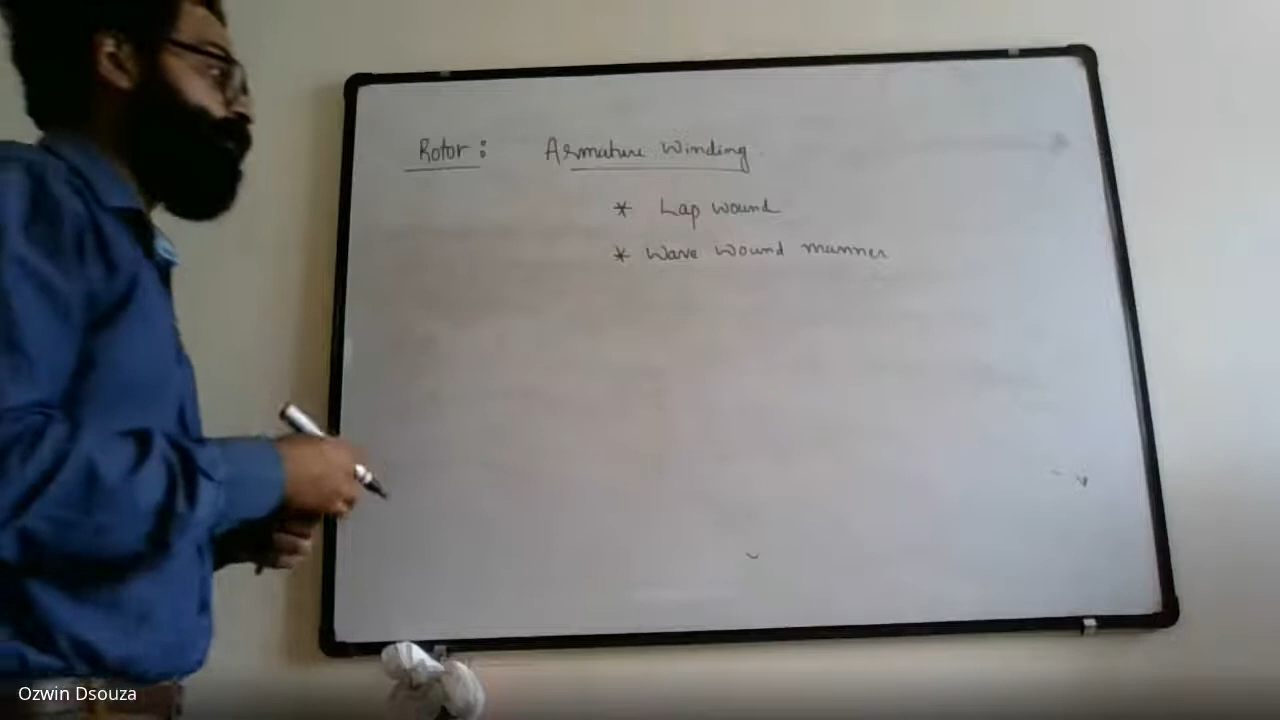 Rotor: Armature Winding
* Lap wound
* Wave wound manner
Ozwin Dsouza